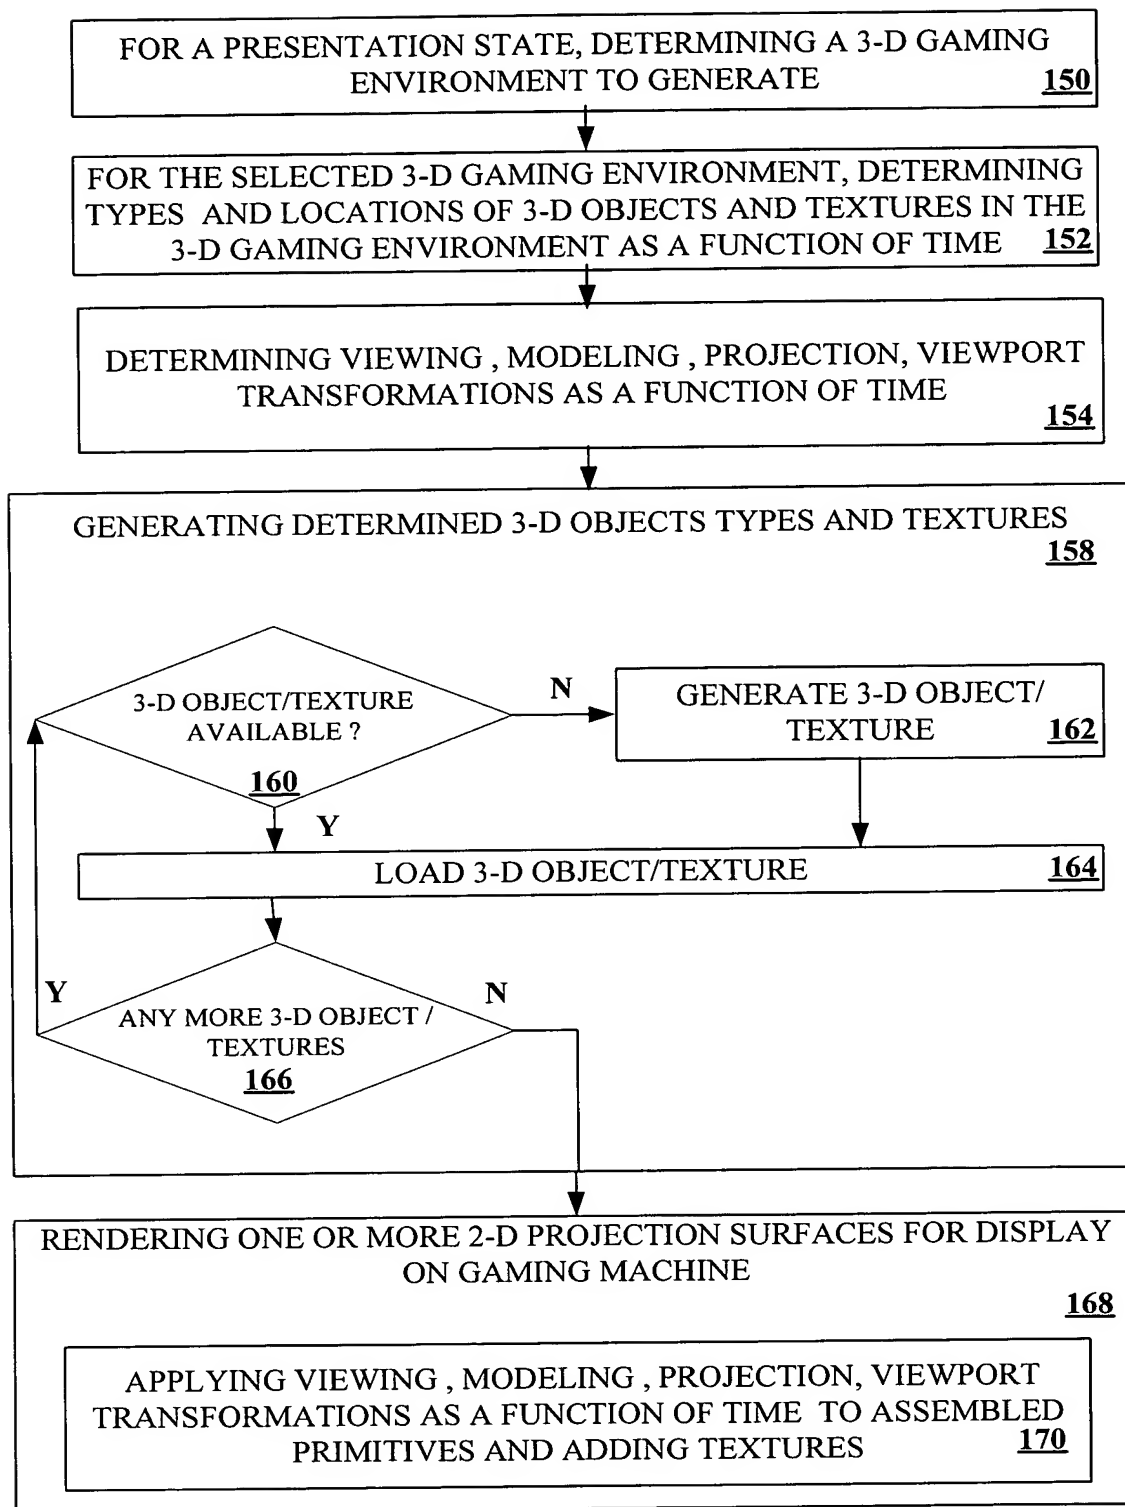 FOR A PRESENTATION STATE, DETERMINING A 3-D GAMING
ENVIRONMENT TO GENERATE
150
FOR THE SELECTED 3-D GAMING ENVIRONMENT, DETERMINING
TYPES AND LOCATIONS OF 3-D OBJECTS AND TEXTURES IN THE
3-D GAMING ENVIRONMENT AS A FUNCTION OF TIME
152
DETERMINING VIEWING , MODELING , PROJECTION, VIEWPORT
TRANSFORMATIONS AS A FUNCTION OF TIME
154
GENERATING DETERMINED 3-D OBJECTS TYPES AND TEXTURES
158
3-D OBJECT/TEXTURE
AVAILABLE ?
160
N
GENERATE 3-D OBJECT/
TEXTURE
162
Y
LOAD 3-D OBJECT/TEXTURE
164
Y
ANY MORE 3-D OBJECT /
TEXTURES
166
N
RENDERING ONE OR MORE 2-D PROJECTION SURFACES FOR DISPLAY
ON GAMING MACHINE
168
APPLYING VIEWING , MODELING , PROJECTION, VIEWPORT
TRANSFORMATIONS AS A FUNCTION OF TIME TO ASSEMBLED
PRIMITIVES AND ADDING TEXTURES
170